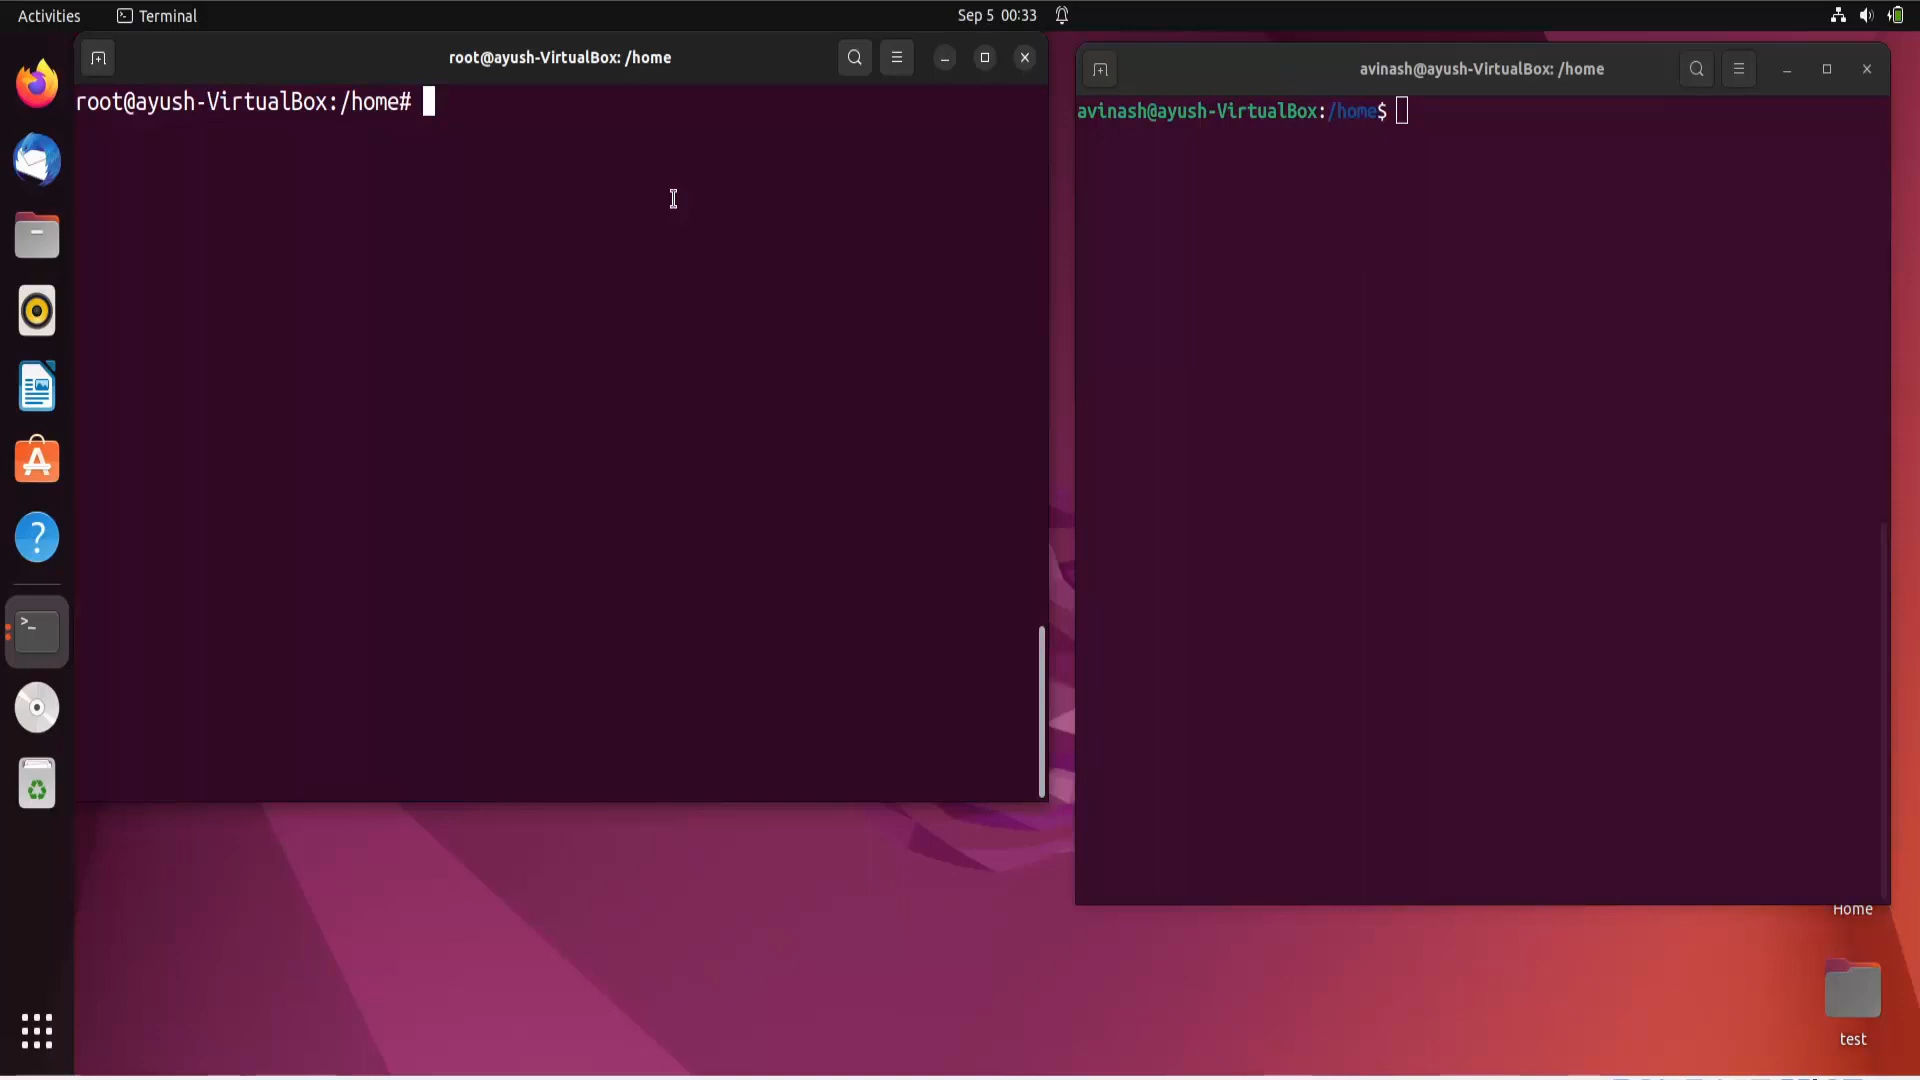 Activities
Terminal
Sep 5 00:33
root@ayush-VirtualBox: /home
root@ayush-VirtualBox:/home#
avinash@ayush-VirtualBox: /home
avinash@ayush-VirtualBox:/home$
Home
test